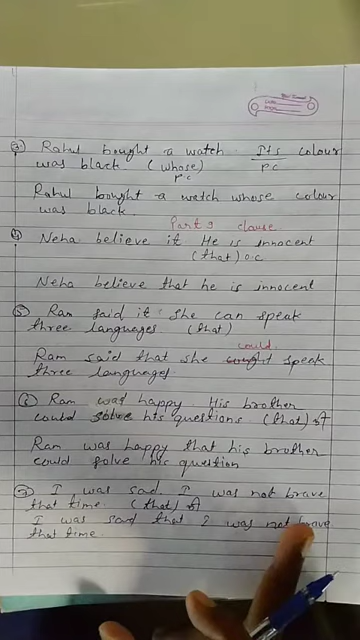 ③ Rahul bought a watch. Its colour
was black. (whose) P C
P C
Rahul bought a watch whose colour
was black.
Part 3 clause
④ Neha believe it. He is innocent
(that) O.C
Neha believe that he is innocent
⑤ Ram said it. She can speak
three languages (that)
could
Ram said that she speak
three languages.
⑥ Ram was happy. His brother
could solve his questions (that) की
Ram was happy that his brother
could solve his question
⑦ I was sad. I was not brave
that time. (that) की
I was sad that I was not brave
that time.